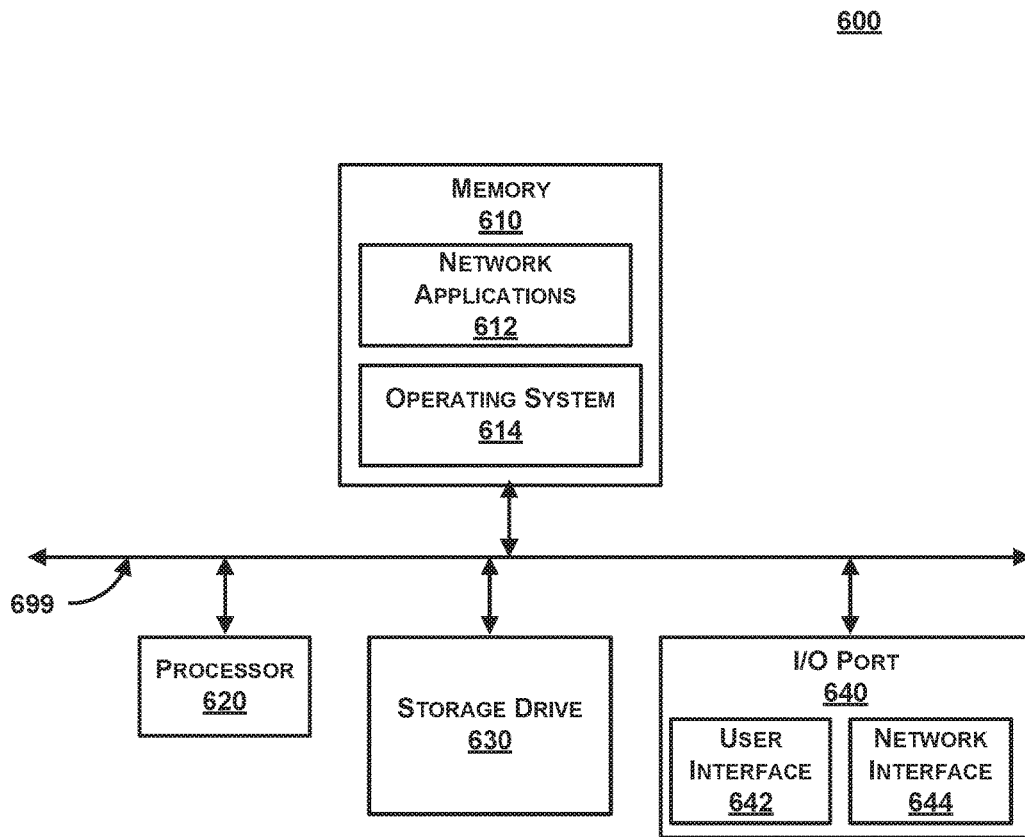 600
MEMORY
610
NETWORK
APPLICATIONS
612
OPERATING SYSTEM
614
699
PROCESSOR
620
STORAGE DRIVE
630
I/O PORT
640
USER
INTERFACE
642
NETWORK
INTERFACE
644